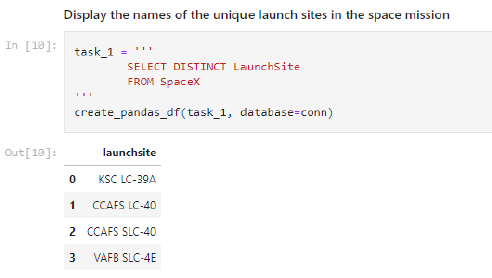 Display the names of the unique launch sites in the space mission
In [10]:
task_1 = '''
SELECT DISTINCT LaunchSite
FROM SpaceX
'''
create_pandas_df(task_1, database=conn)
Out[10]:
launchsite
0 KSC LC-39A
1 CCAFS LC-40
2 CCAFS SLC-40
3 VAFB SLC-4E